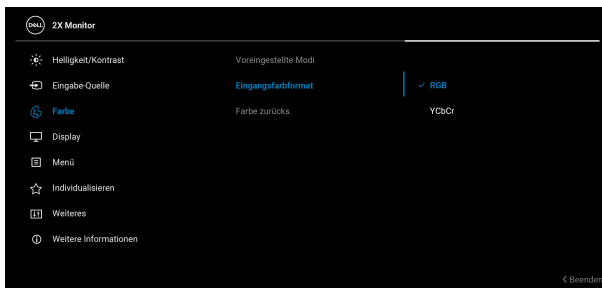 DELL 2X Monitor
Helligkeit/Kontrast Voreingestellte Modi
Eingabe-Quelle Eingangsfarbformat ✓ RGB
Farbe Farbe zurücks. YCbCr
Display
Menü
Individualisieren
Weiteres
Weitere Informationen
< Beenden